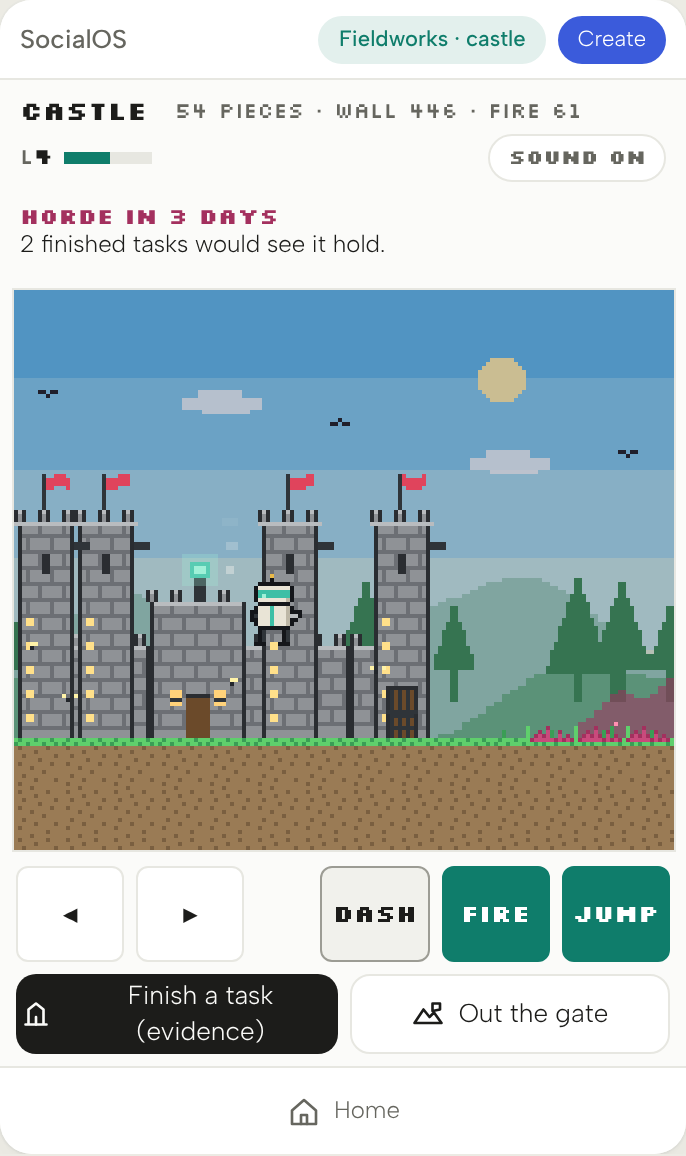 SocialOS
Fieldworks · castle
Create
CASTLE 54 PIECES · WALL 446 · FIRE 61
L4
SOUND ON
HORDE IN 3 DAYS
2 finished tasks would see it hold.
DASH
FIRE
JUMP
Finish a task
(evidence)
Out the gate
Home